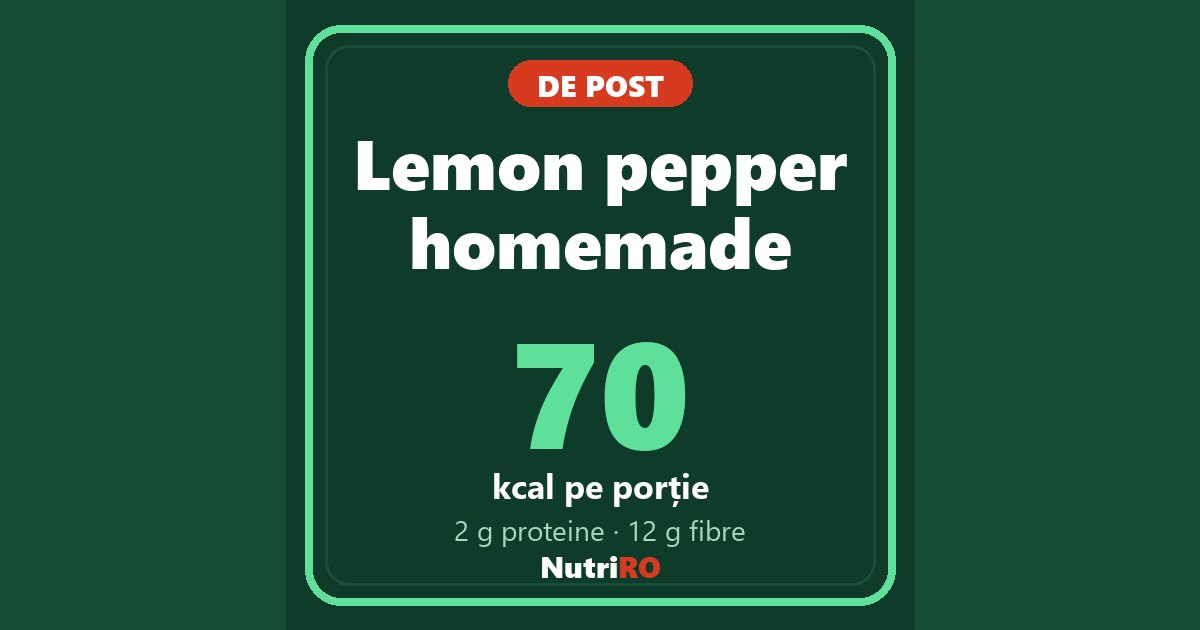 DE POST
Lemon pepper
homemade
70
kcal pe porție
2 g proteine · 12 g fibre
NutriRO